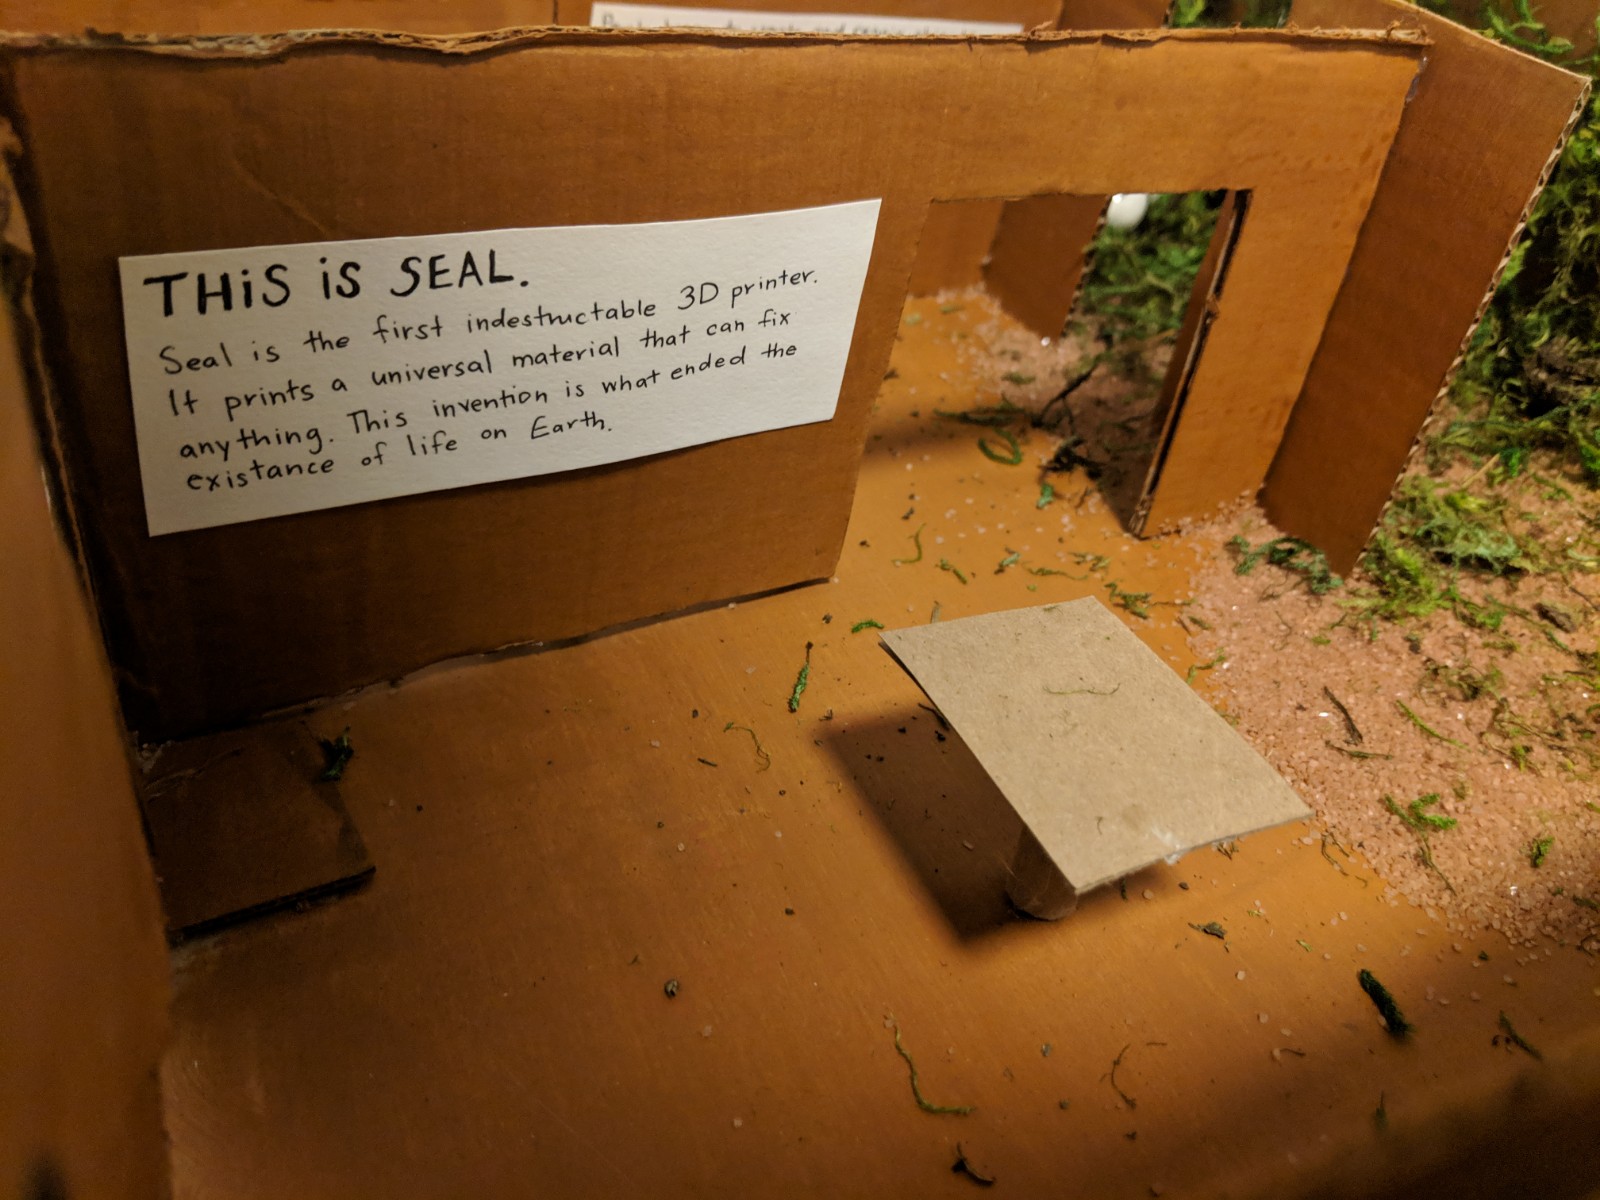 THiS iS SEAL.
Seal is the first indestructable 3D printer.
It prints a universal material that can fix
anything. This invention is what ended the
existance of life on Earth.